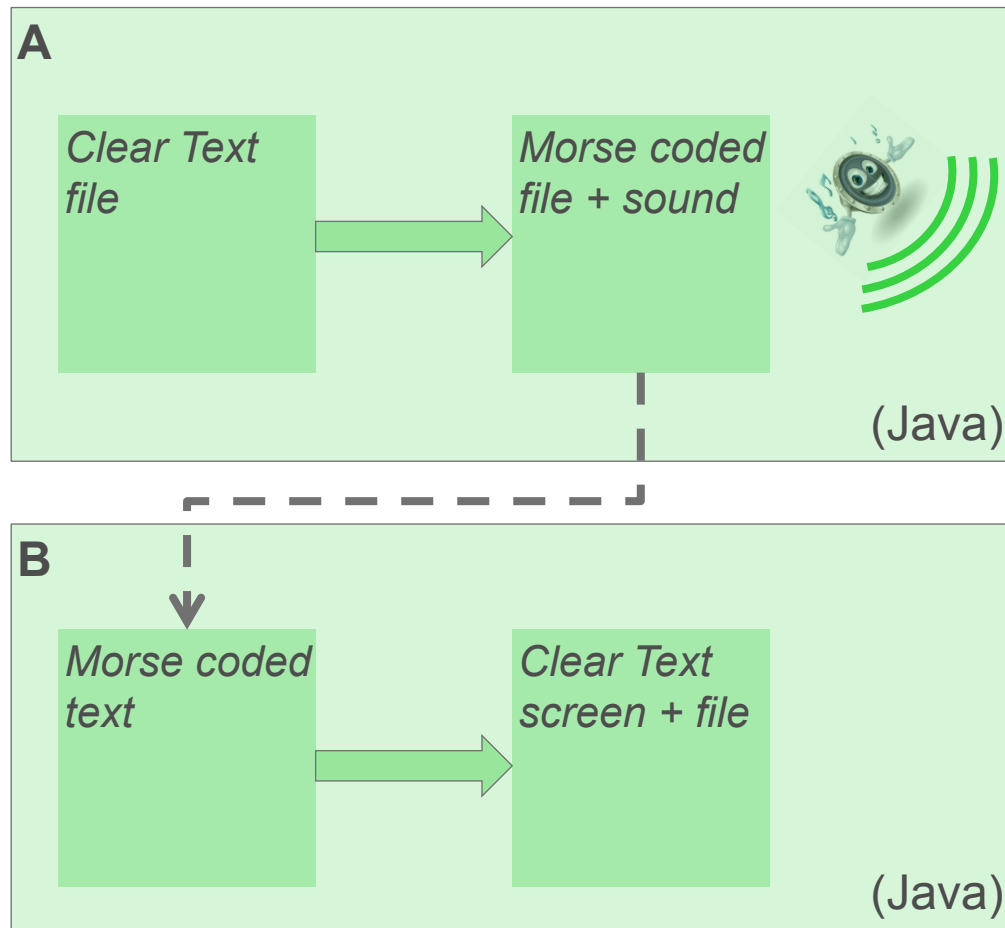 A
Clear Text
file
Morse coded
file + sound
(Java)
B
Morse coded
text
Clear Text
screen + file
(Java)